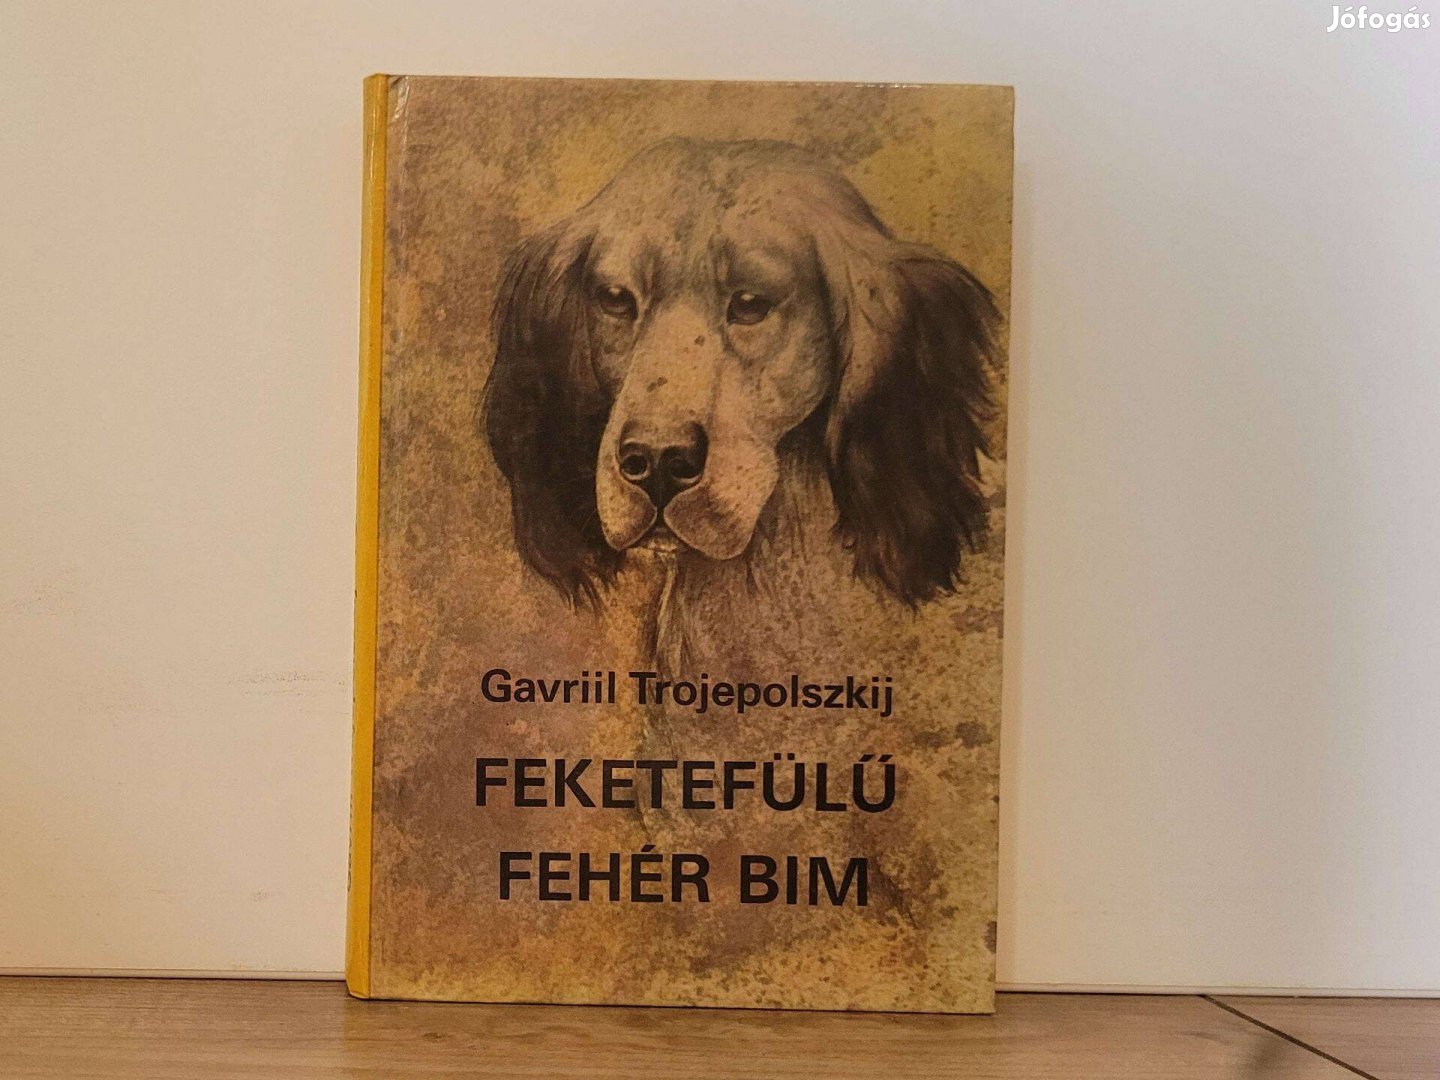 Jófogás
Gavriil Trojepolszkij
FEKETEFÜLŰ
FEHÉR BIM